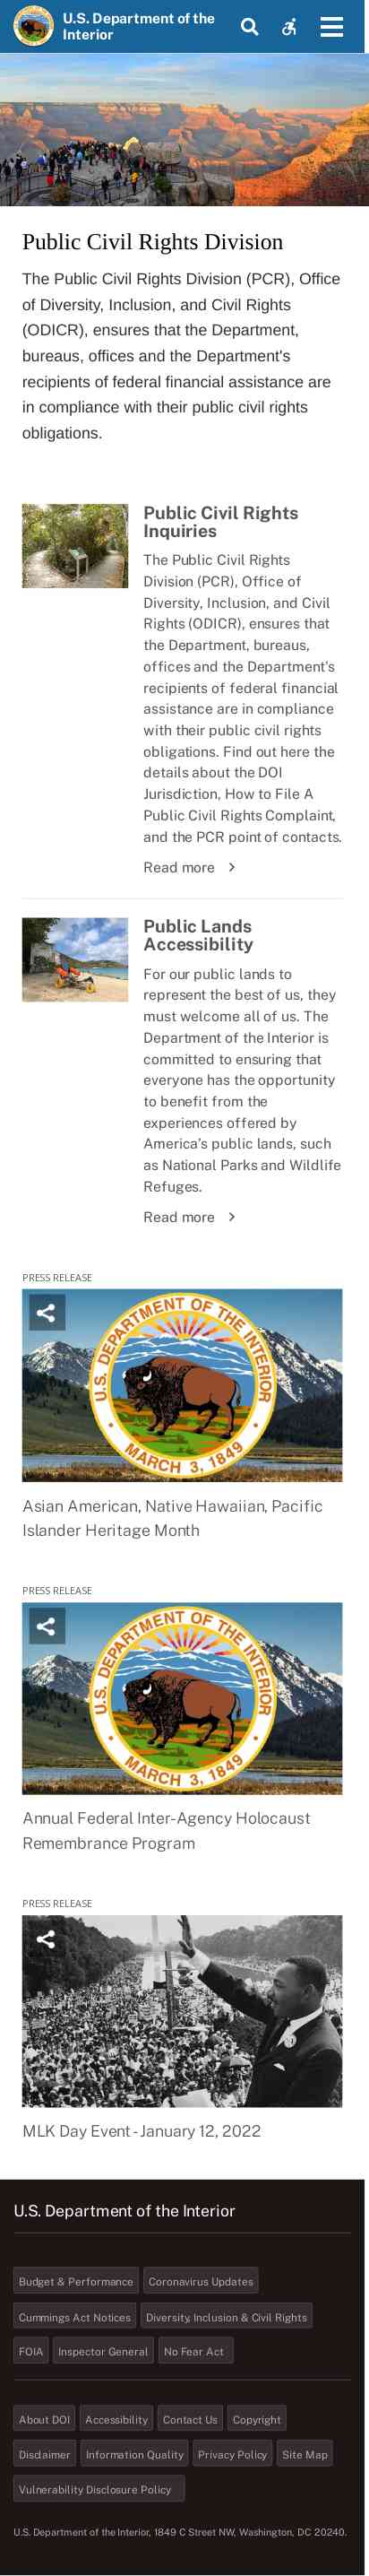 U.S. Department of the
Interior
Public Civil Rights Division
The Public Civil Rights Division (PCR), Office
of Diversity, Inclusion, and Civil Rights
(ODICR), ensures that the Department,
bureaus, offices and the Department's
recipients of federal financial assistance are
in compliance with their public civil rights
obligations.
Public Civil Rights
Inquiries
The Public Civil Rights
Division (PCR), Office of
Diversity, Inclusion, and Civil
Rights (ODICR), ensures that
the Department, bureaus,
offices and the Department's
recipients of federal financial
assistance are in compliance
with their public civil rights
obligations. Find out here the
details about the DOI
Jurisdiction, How to File A
Public Civil Rights Complaint,
and the PCR point of contacts.
Read more
Public Lands
Accessibility
For our public lands to
represent the best of us, they
must welcome all of us. The
Department of the Interior is
committed to ensuring that
everyone has the opportunity
to benefit from the
experiences offered by
America's public lands, such
as National Parks and Wildlife
Refuges.
Read more
PRESS RELEASE
U.S. DEPARTMENT OF THE INTERIOR
MARCH 3, 1849
Asian American, Native Hawaiian, Pacific
Islander Heritage Month
PRESS RELEASE
U.S. DEPARTMENT OF THE INTERIOR
MARCH 3, 1849
Annual Federal Inter-Agency Holocaust
Remembrance Program
PRESS RELEASE
MLK Day Event - January 12, 2022
U.S. Department of the Interior
Budget & Performance Coronavirus Updates
Cummings Act Notices Diversity, Inclusion & Civil Rights
FOIA Inspector General No Fear Act
About DOI Accessibility Contact Us Copyright
Disclaimer Information Quality Privacy Policy Site Map
Vulnerability Disclosure Policy
U.S. Department of the Interior, 1849 C Street NW, Washington, DC 20240.